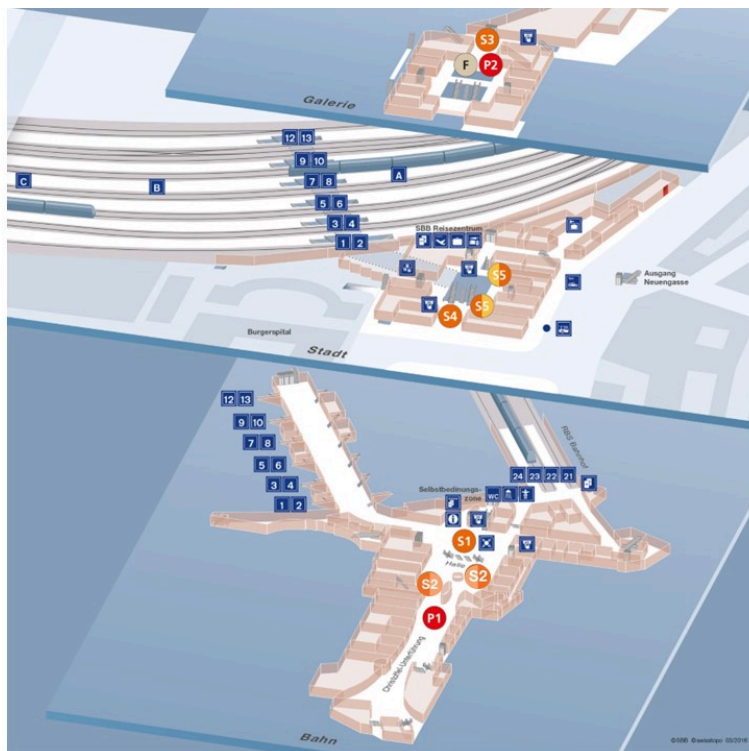 S3
F P2
Galerie
12 13
9 10
C B 7 8 A
5 6
3 4
1 2
SBB Reisezentrum
S5
Ausgang
Neuengasse
S5
S4
Burgerspital
Stadt
12 13
9 10
7 8
5 6
3 4
1 2
RBS Bahnhof
24 23 22 21
Selbstbedienungs-
zone
WC
S1
Halle
S2 S2
P1
Christoffel-Unterführung
Bahn
©SBB ©swisstopo 03/2016